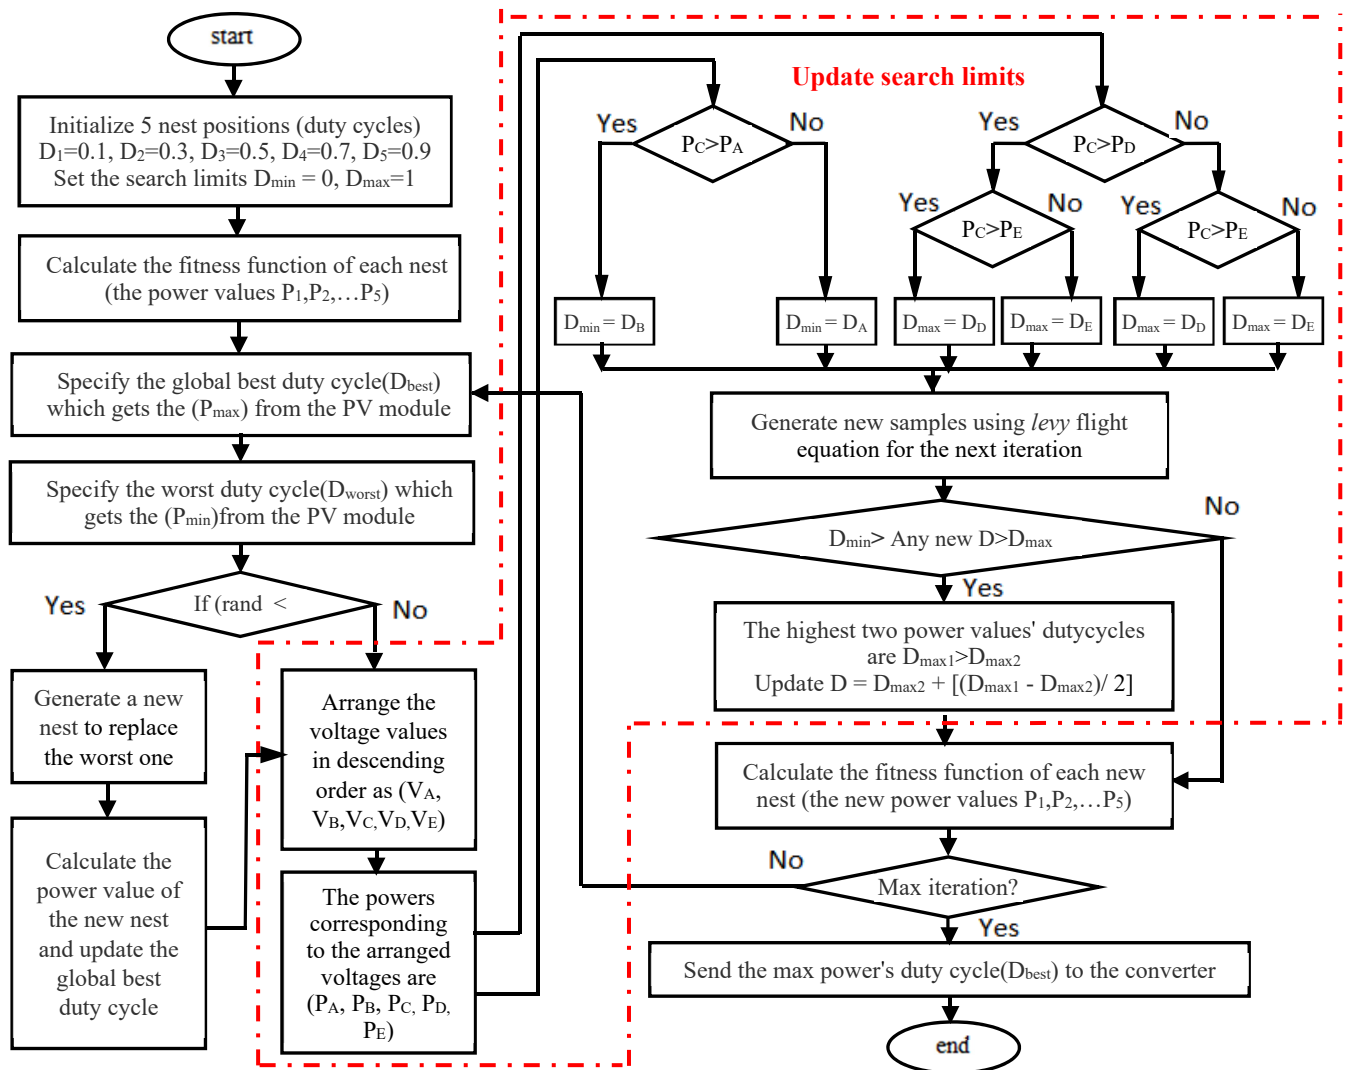 start
Initialize 5 nest positions (duty cycles)
D₁=0.1, D₂=0.3, D₃=0.5, D₄=0.7, D₅=0.9
Set the search limits Dmin = 0, Dmax=1
Calculate the fitness function of each nest
(the power values P₁,P₂,…P₅)
Specify the global best duty cycle(Dbest)
which gets the (Pmax) from the PV module
Specify the worst duty cycle(Dworst) which
gets the (Pmin)from the PV module
If (rand <
Yes
No
Generate a new
nest to replace
the worst one
Calculate the
power value of
the new nest
and update the
global best
duty cycle
Arrange the
voltage values
in descending
order as (VA,
VB,VC,VD,VE)
The powers
corresponding
to the arranged
voltages are
(PA, PB, PC, PD,
PE)
Update search limits
Yes
PC>PA
No
Yes
PC>PD
No
Yes
PC>PE
No
Yes
PC>PE
No
Dmin = DB
Dmin = DA
Dmax = DD
Dmax = DE
Dmax = DD
Dmax = DE
Generate new samples using levy flight
equation for the next iteration
Dmin> Any new D>Dmax
No
Yes
The highest two power values' dutycycles
are Dmax1>Dmax2
Update D = Dmax2 + [(Dmax1 - Dmax2)/ 2]
Calculate the fitness function of each new
nest (the new power values P₁,P₂,…P₅)
No
Max iteration?
Yes
Send the max power's duty cycle(Dbest) to the converter
end